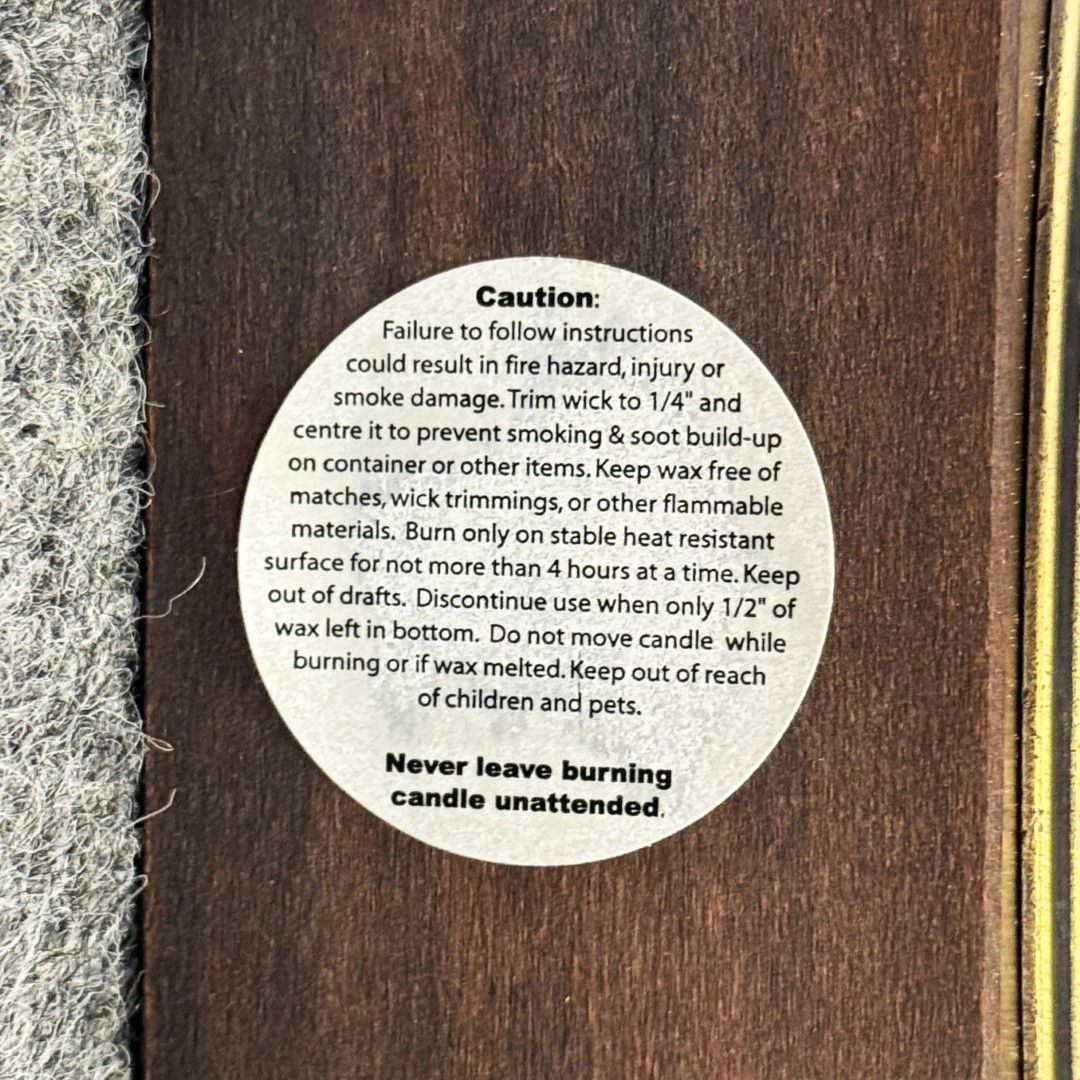 Caution:
Failure to follow instructions
could result in fire hazard, injury or
smoke damage. Trim wick to 1/4" and
centre it to prevent smoking & soot build-up
on container or other items. Keep wax free of
matches, wick trimmings, or other flammable
materials. Burn only on stable heat resistant
surface for not more than 4 hours at a time. Keep
out of drafts. Discontinue use when only 1/2" of
wax left in bottom. Do not move candle while
burning or if wax melted. Keep out of reach
of children and pets.
Never leave burning
candle unattended.